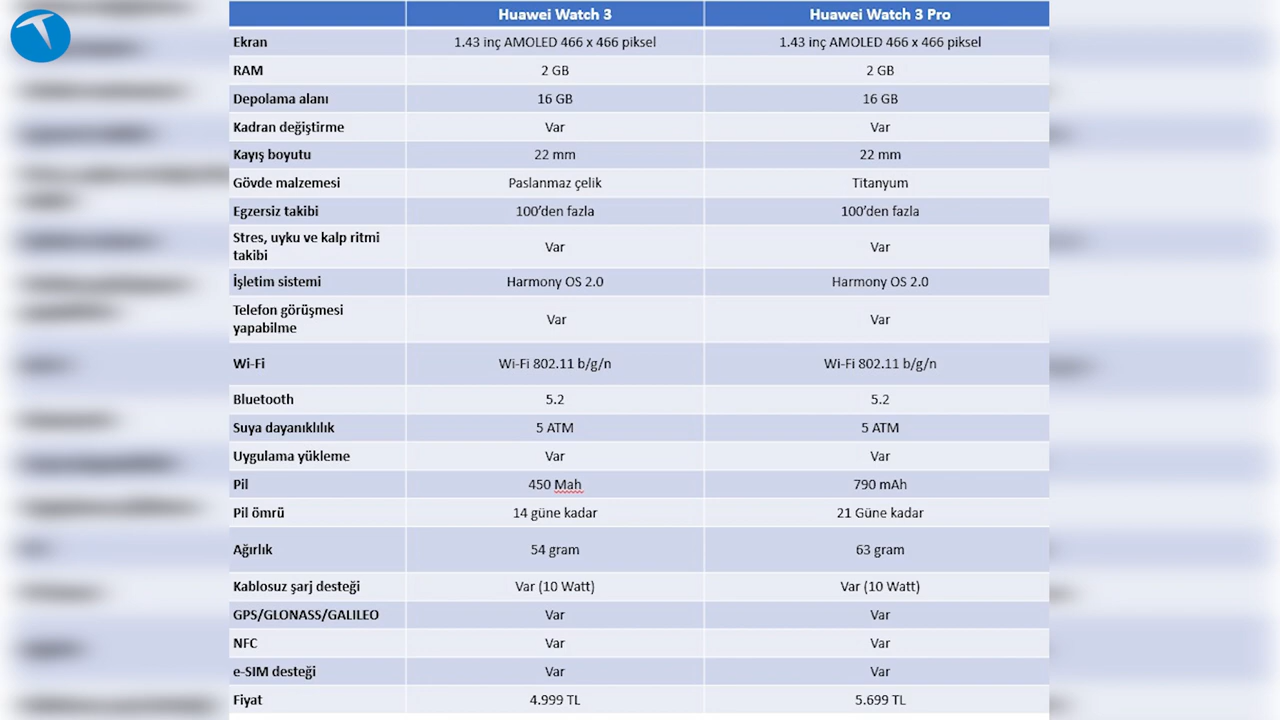 Huawei Watch 3 Huawei Watch 3 Pro
Ekran 1.43 inç AMOLED 466 x 466 piksel 1.43 inç AMOLED 466 x 466 piksel
RAM 2 GB 2 GB
Depolama alanı 16 GB 16 GB
Kadran değiştirme Var Var
Kayış boyutu 22 mm 22 mm
Gövde malzemesi Paslanmaz çelik Titanyum
Egzersiz takibi 100’den fazla 100’den fazla
Stres, uyku ve kalp ritmi
takibi Var Var
İşletim sistemi Harmony OS 2.0 Harmony OS 2.0
Telefon görüşmesi
yapabilme Var Var
Wi-Fi Wi-Fi 802.11 b/g/n Wi-Fi 802.11 b/g/n
Bluetooth 5.2 5.2
Suya dayanıklılık 5 ATM 5 ATM
Uygulama yükleme Var Var
Pil 450 Mah 790 mAh
Pil ömrü 14 güne kadar 21 Güne kadar
Ağırlık 54 gram 63 gram
Kablosuz şarj desteği Var (10 Watt) Var (10 Watt)
GPS/GLONASS/GALILEO Var Var
NFC Var Var
e-SIM desteği Var Var
Fiyat 4.999 TL 5.699 TL